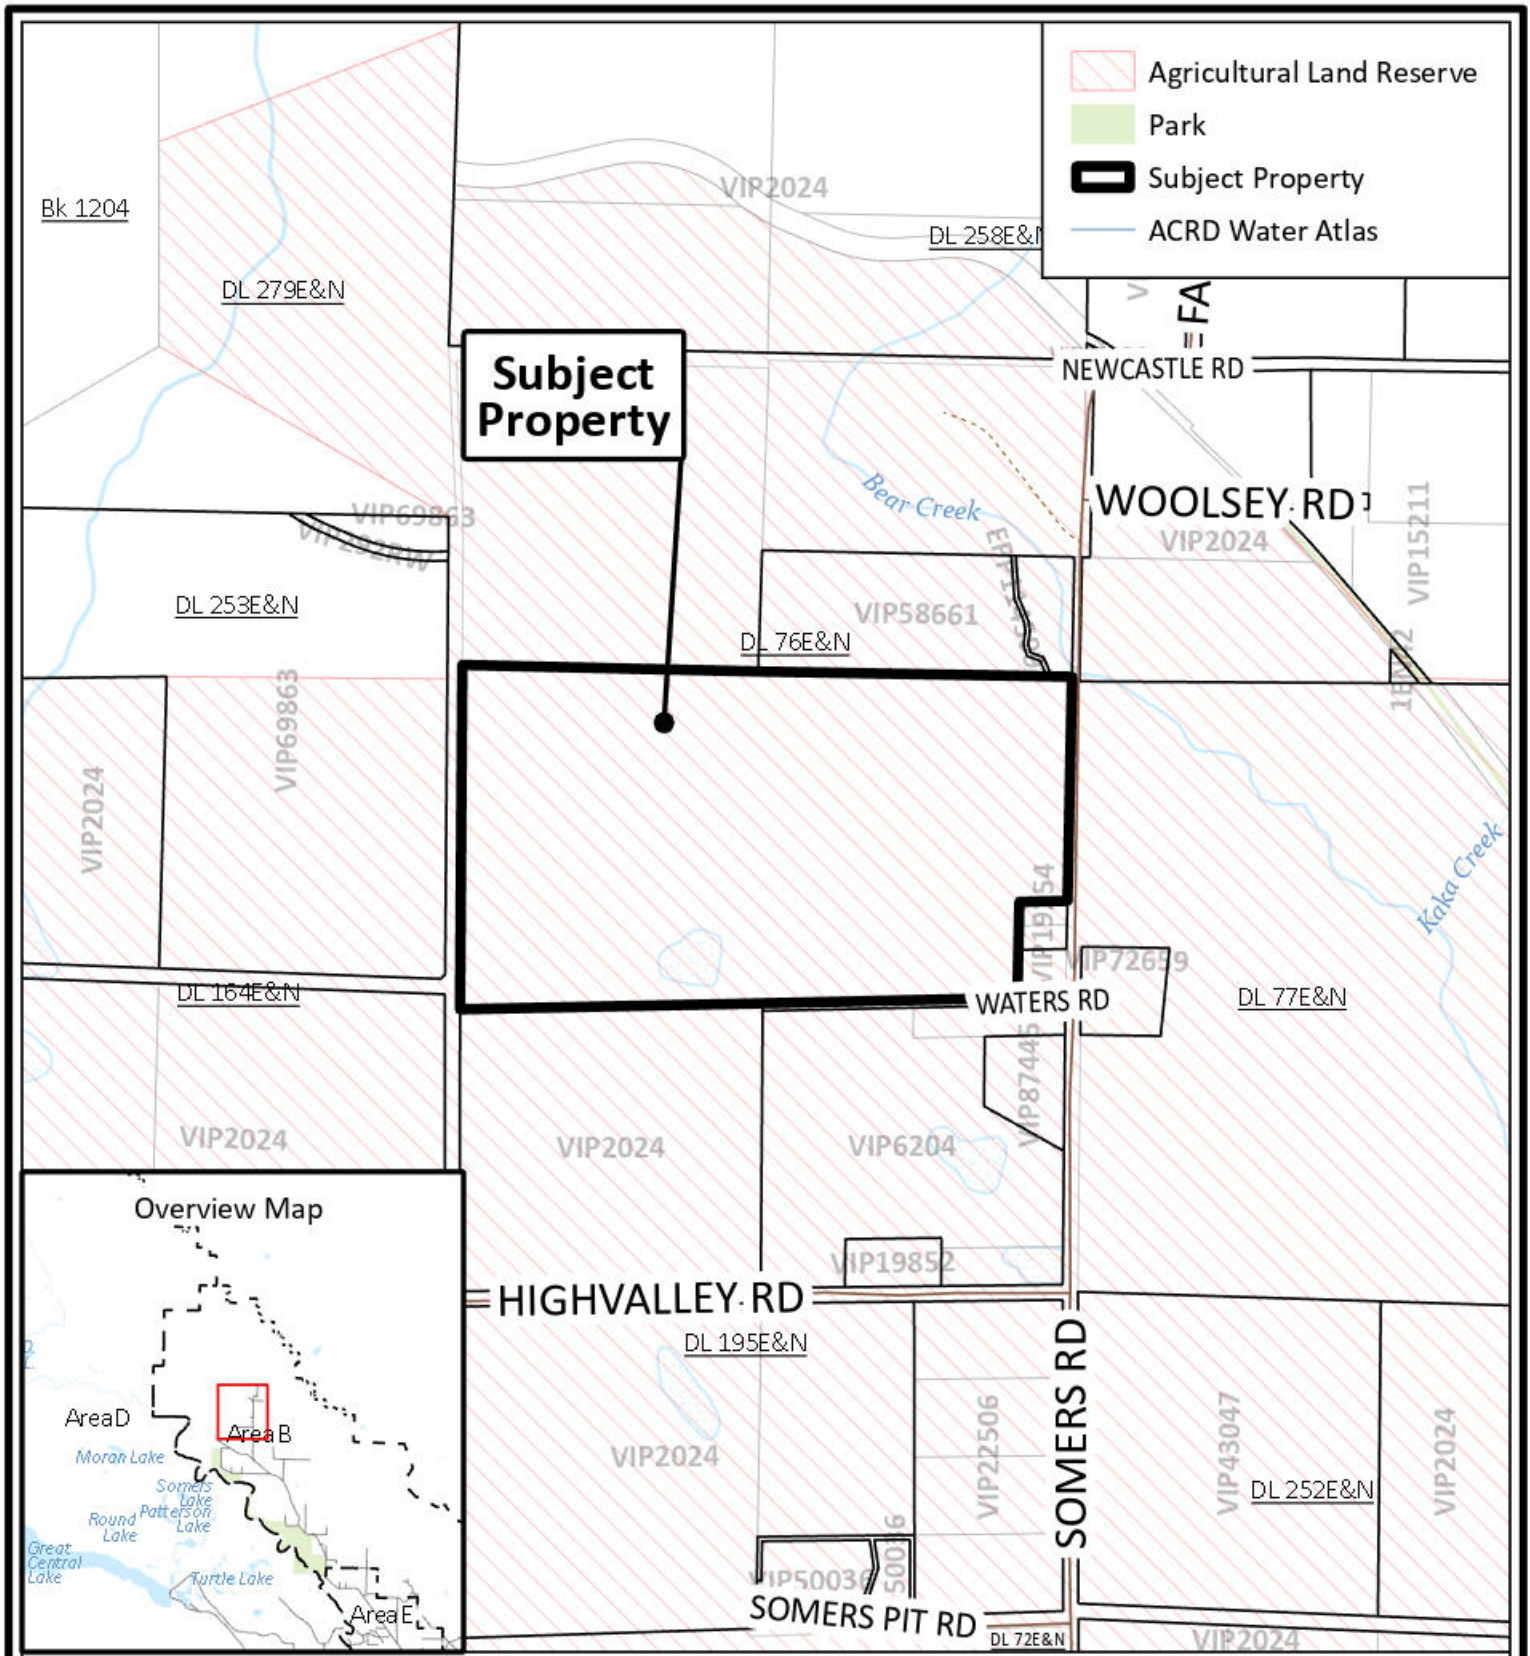 Agricultural Land Reserve
Park
Subject Property
ACRD Water Atlas
Bk 1204
VIP2024
DL 258E&N
DL 279E&N
FA
NEWCASTLE RD
Subject
Property
Bear Creek
WOOLSEY RD
VIP69863
VIP2024
VIP15211
DL 253E&N
VIP58661
DL 76E&N
VIP69863
VIP2024
Kaka Creek
VIP72659
DL 164E&N
WATERS RD
DL 77E&N
VIP87445
VIP2024
VIP2024
VIP6204
VIP19852
HIGHVALLEY RD
DL 195E&N
SOMERS RD
VIP22506
VIP43047
VIP2024
VIP2024
DL 252E&N
VIP50036
50036
SOMERS PIT RD
DL 72E&N
VIP2024
Overview Map
Area D
Area B
Moran Lake
Somers
Lake
Patterson
Lake
Round
Lake
Great
Central
Lake
Turtle Lake
Area E